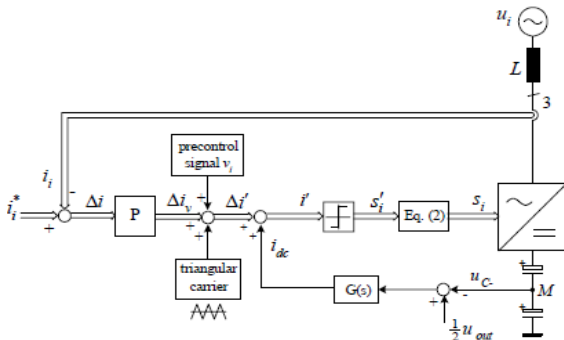 u_i
L
3
precontrol
signal v_i
i_i
-
i_i^*
+
Δi
P
Δi_v
+
+
+
Δi'
+
+
i'
s'_i
Eq. (2)
s_i
triangular
carrier
i_dc
G(s)
+
-
u_C-
M
+
+
½ u_out